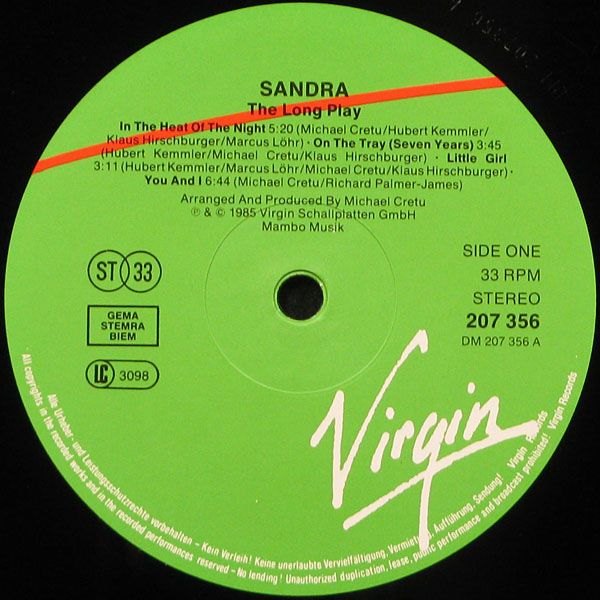 SANDRA
The Long Play
In The Heat Of The Night 5:20 (Michael Cretu/Hubert Kemmler/
Klaus Hirschburger/Marcus Löhr) · On The Tray (Seven Years) 3:45
(Hubert Kemmler/Michael Cretu/Klaus Hirschburger) · Little Girl
3:11 (Hubert Kemmler/Marcus Löhr/Michael Cretu/Klaus Hirschburger) ·
You And I 6:44 (Michael Cretu/Richard Palmer-James)
Arranged And Produced By Michael Cretu
℗ & © 1985 Virgin Schallplatten GmbH
Mambo Musik
ST 33
GEMA
STEMRA
BIEM
LC 3098
SIDE ONE
33 RPM
STEREO
207 356
DM 207 356 A
Virgin
Alle Urheber- und Leistungsschutzrechte vorbehalten – Kein Verleih! Keine unerlaubte Vervielfältigung, Vermietung, Aufführung, Sendung! Virgin Records
All copyrights in the recorded works and in the recorded performances reserved – No lending! Unauthorized duplication, lease, public performance and broadcast prohibited! Virgin Records